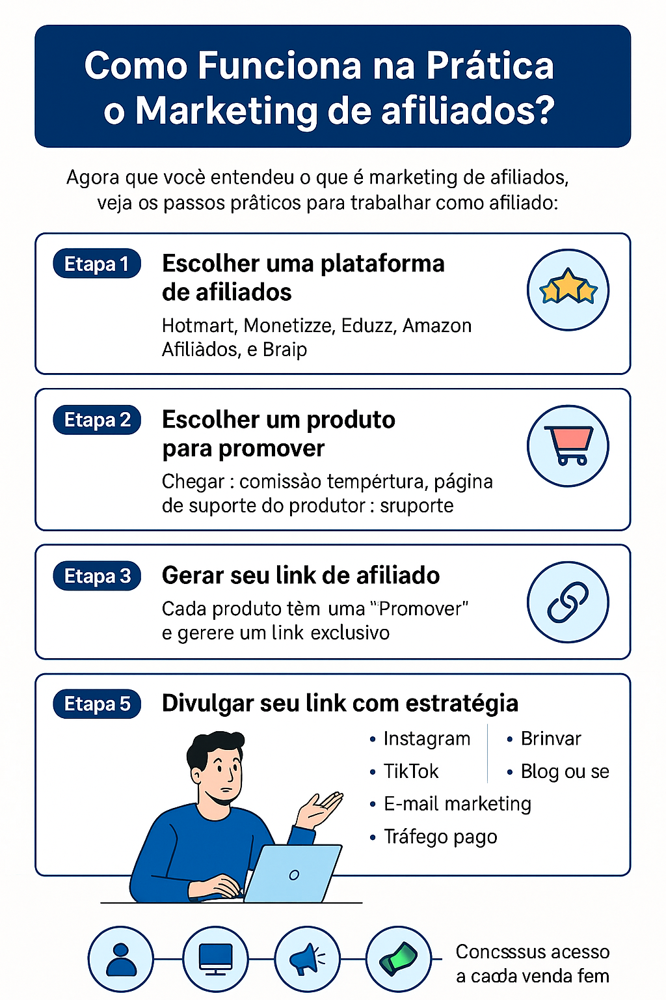 Como Funciona na Prática
o Marketing de afiliados?
Agora que vocè entendeu o que é marketing de afiliados,
veja os passos prâticos para trabalhar como afiliado:
Etapa 1
Escolher uma plataforma
de afiliados
Hotmart, Monetizze, Eduzz, Amazon
Afiliàdos, e Braip
Etapa 2
Escolher um produto
para promover
Chegar : comissào tempértura, página
de suporte do produtor : sruporte
Etapa 3
Gerar seu link de afiliado
Cada produto tèm uma "Promover"
e gerere um link exclusivo
Etapa 5
Divulgar seu link com estratégia
• Instagram
• TikTok
• E-mail marketing
• Tráfego pago
• Brinvar
• Blog ou se
Concsssus acesso
a cacda venda fem